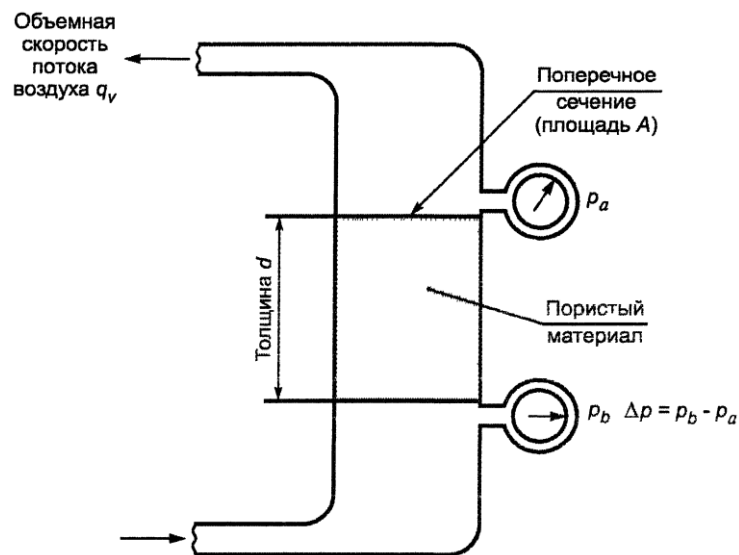 Объемная
скорость
потока
воздуха q_v
Поперечное
сечение
(площадь A)
p_a
Толщина d
Пористый
материал
p_b Δp = p_b - p_a